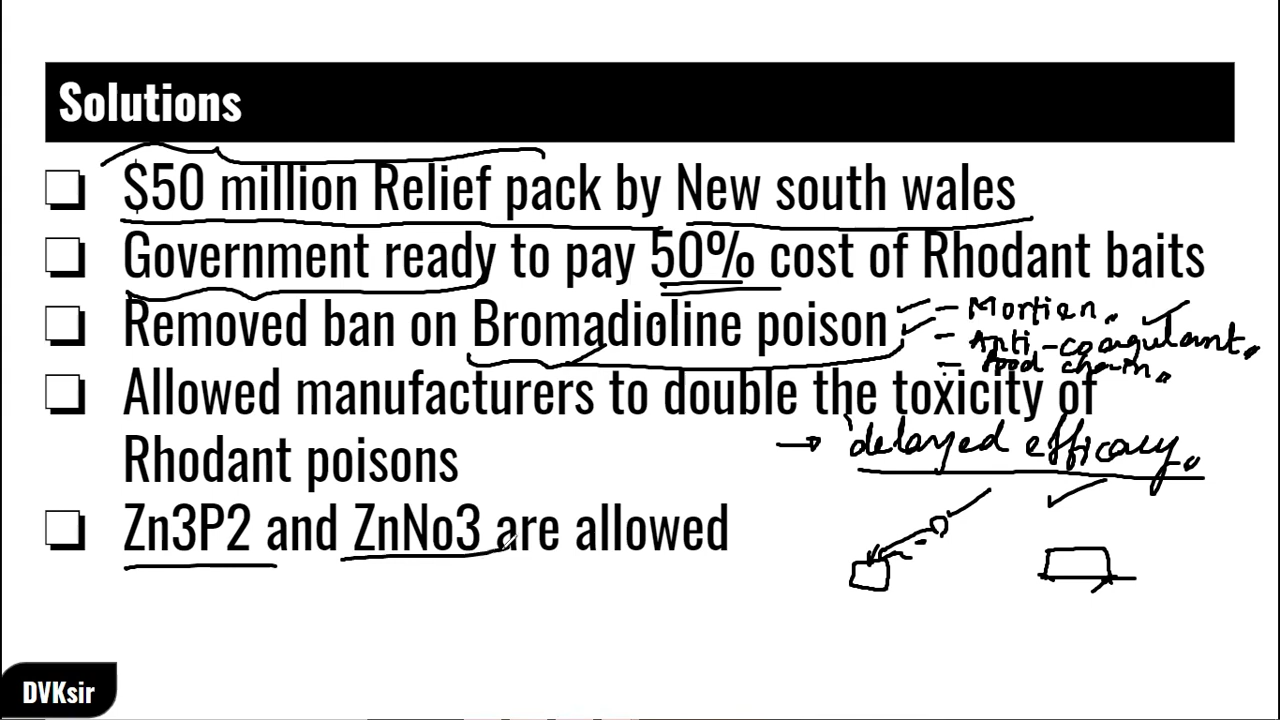 Solutions
$50 million Relief pack by New south wales
Government ready to pay 50% cost of Rhodant baits
Removed ban on Bromadioline poison
- Mortien.
- Anti-coagulant.
- food chain.
Allowed manufacturers to double the toxicity of
Rhodant poisons
→ delayed efficacy.
Zn3P2 and ZnNo3 are allowed
DVKsir